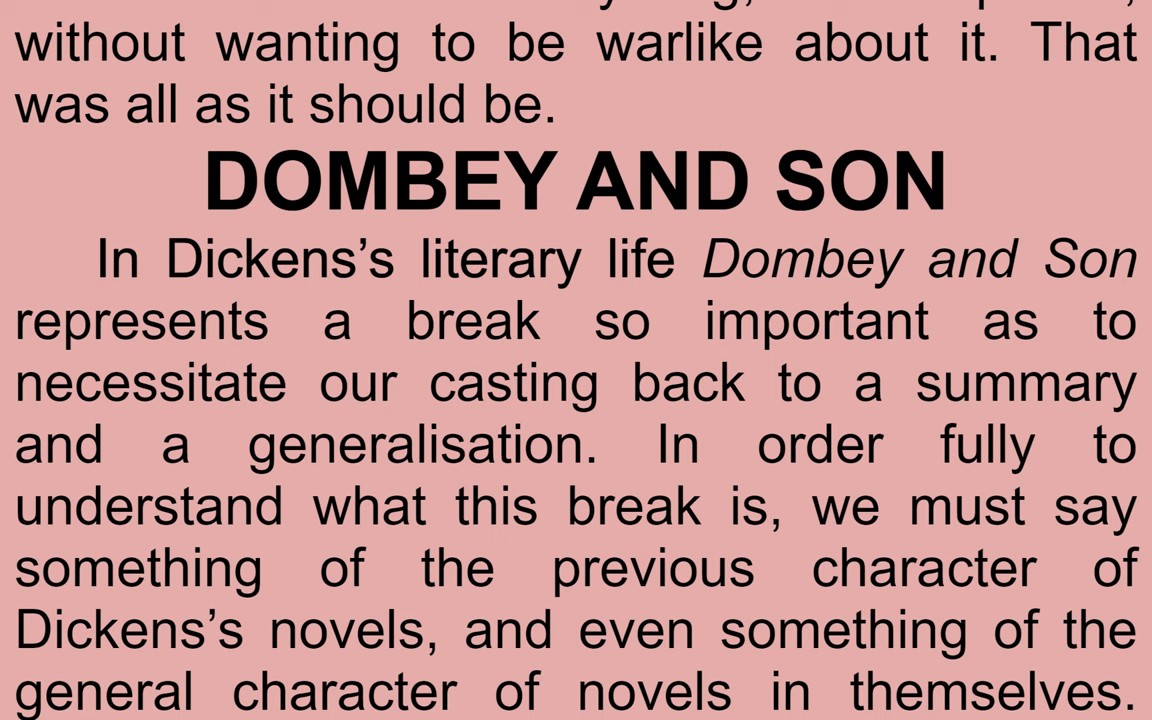 without wanting to be warlike about it. That
was all as it should be.
DOMBEY AND SON
In Dickens’s literary life Dombey and Son
represents a break so important as to
necessitate our casting back to a summary
and a generalisation. In order fully to
understand what this break is, we must say
something of the previous character of
Dickens’s novels, and even something of the
general character of novels in themselves.